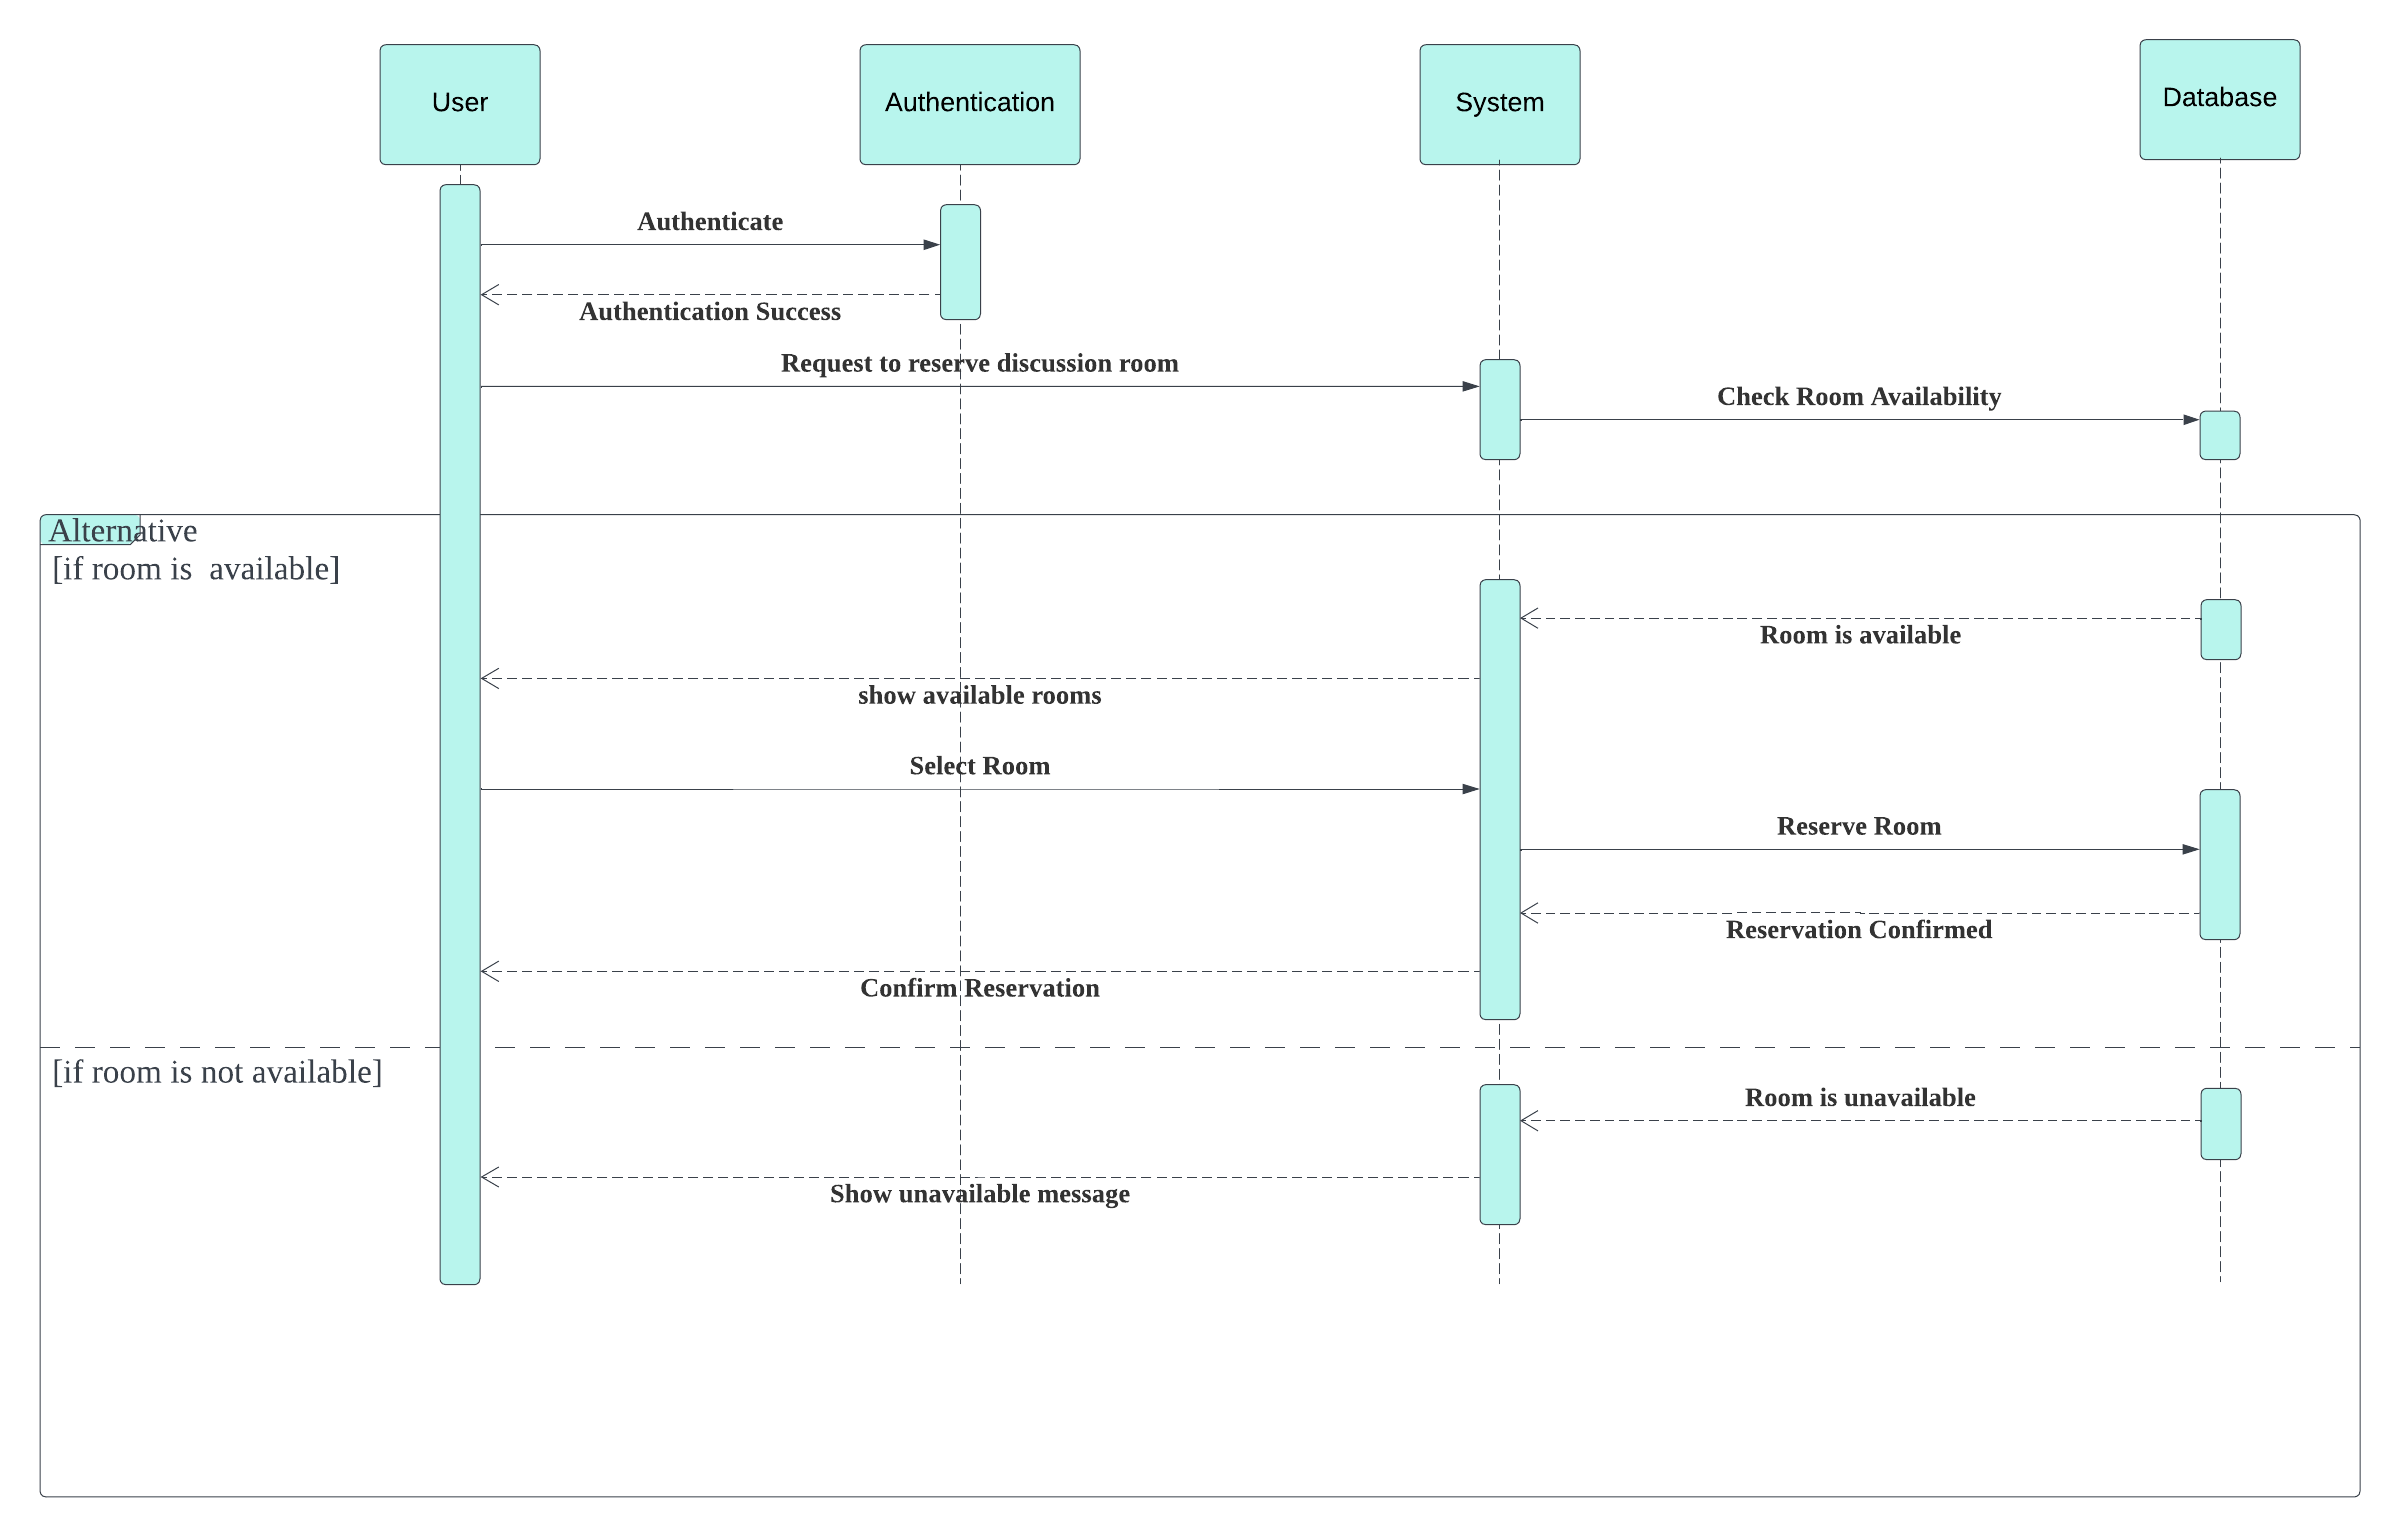 User
Authentication
System
Database
Authenticate
Authentication Success
Request to reserve discussion room
Check Room Availability
Alternative
[if room is  available]
Room is available
show available rooms
Select Room
Reserve Room
Reservation Confirmed
Confirm Reservation
[if room is not available]
Room is unavailable
Show unavailable message